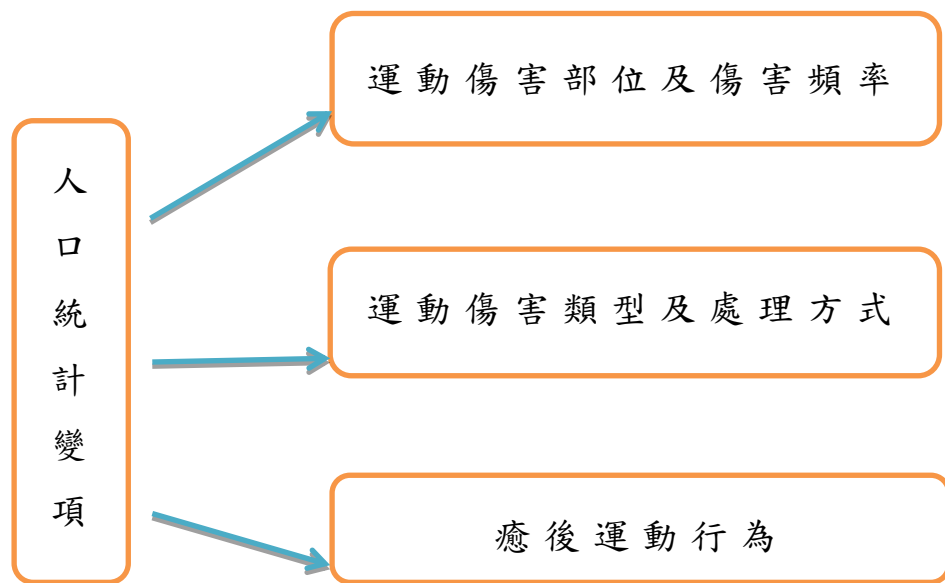 人口統計變項
運動傷害部位及傷害頻率
運動傷害類型及處理方式
癒後運動行為